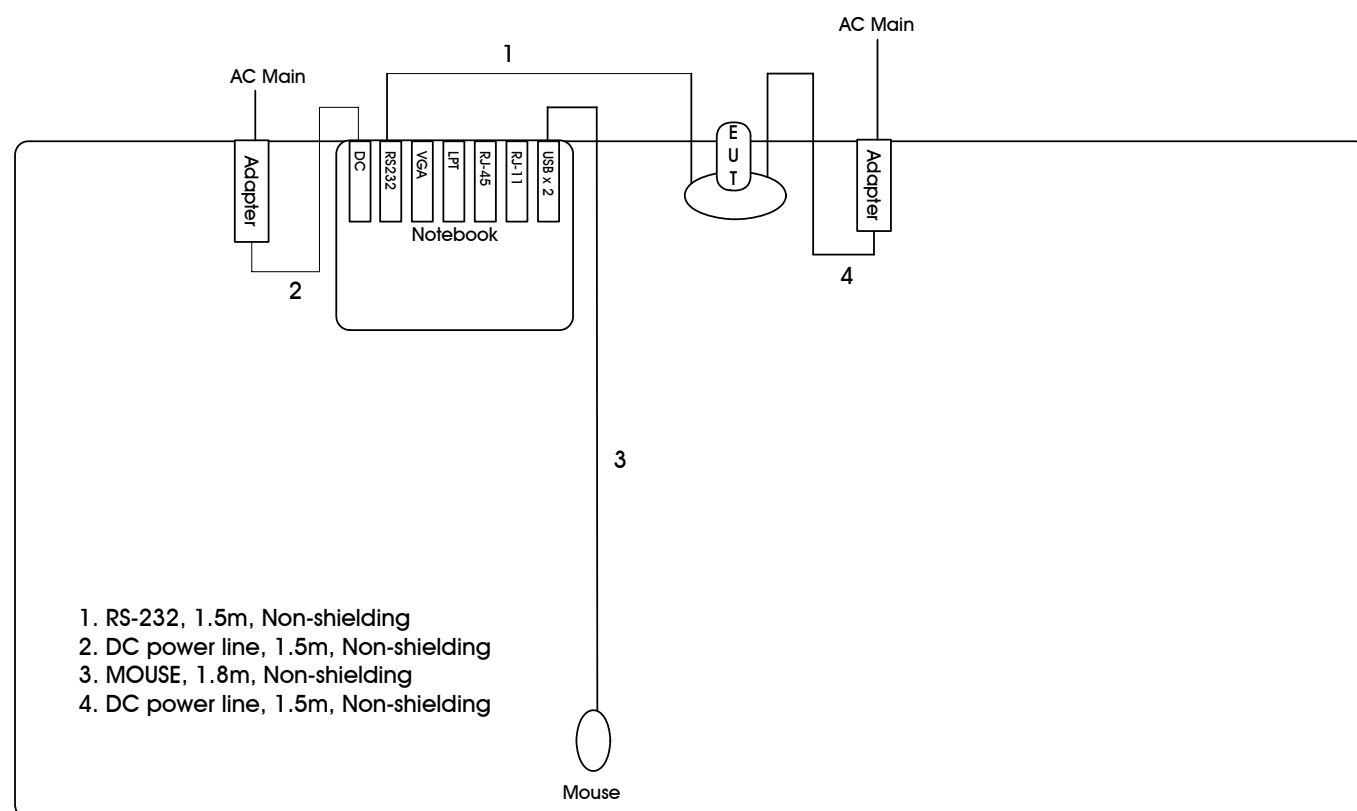 AC Main
1
AC Main
E
U
T
Adapter
DC
RS232
VGA
LPT
RJ-45
RJ-11
USB x 2
Adapter
Notebook
2
4
3
1. RS-232, 1.5m, Non-shielding
2. DC power line, 1.5m, Non-shielding
3. MOUSE, 1.8m, Non-shielding
4. DC power line, 1.5m, Non-shielding
Mouse